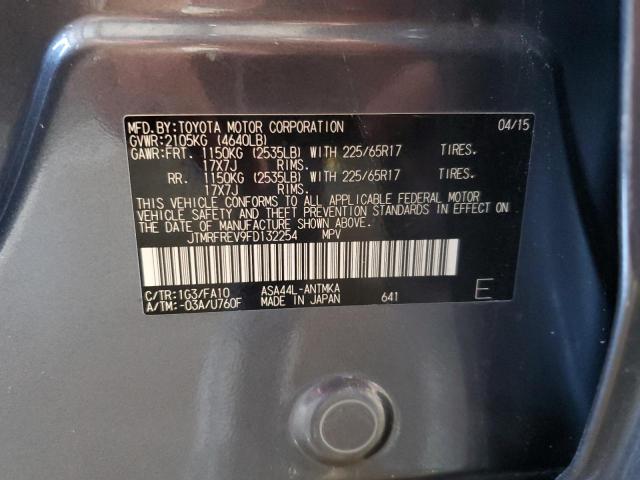 MFD. BY: TOYOTA MOTOR CORPORATION 04/15
GVWR: 2105KG (4640LB)
GAWR: FRT. 1150KG (2535LB) WITH 225/65R17 TIRES.
17X7J RIMS.
RR. 1150KG (2535LB) WITH 225/65R17 TIRES.
17X7J RIMS.
THIS VEHICLE CONFORMS TO ALL APPLICABLE FEDERAL MOTOR
VEHICLE SAFETY AND THEFT PREVENTION STANDARDS IN EFFECT ON
THE DATE OF MANUFACTURE SHOWN ABOVE.
JTMRFREV9FD132254 MPV
C/TR: 1G3/FA10 ASA44L-ANTMKA 641 E
A/TM: -03A/U760F MADE IN JAPAN